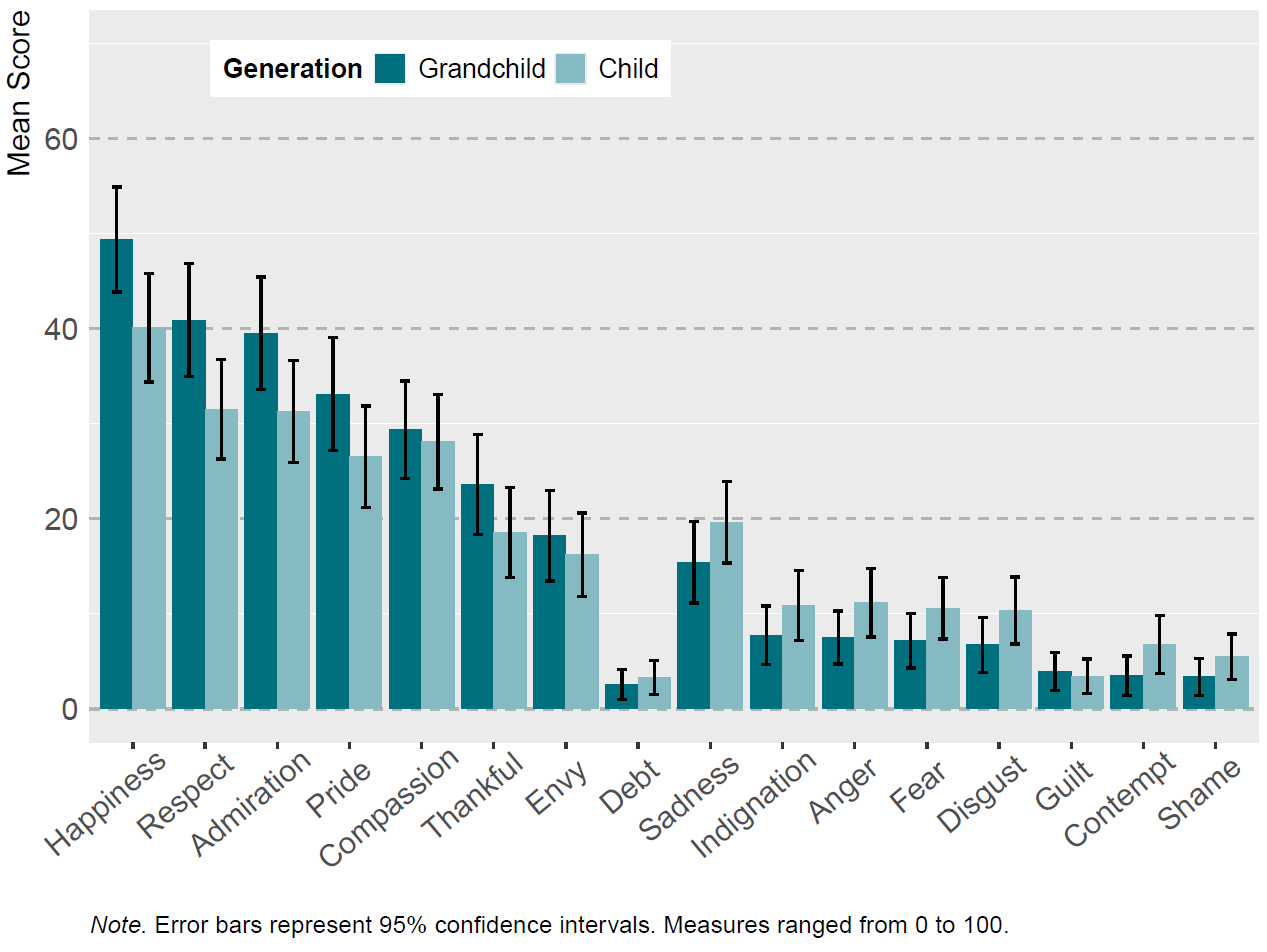 Mean Score
Generation Grandchild Child
60
40
20
0
Happiness
Respect
Admiration
Pride
Compassion
Thankful
Envy
Debt
Sadness
Indignation
Anger
Fear
Disgust
Guilt
Contempt
Shame
Note. Error bars represent 95% confidence intervals. Measures ranged from 0 to 100.